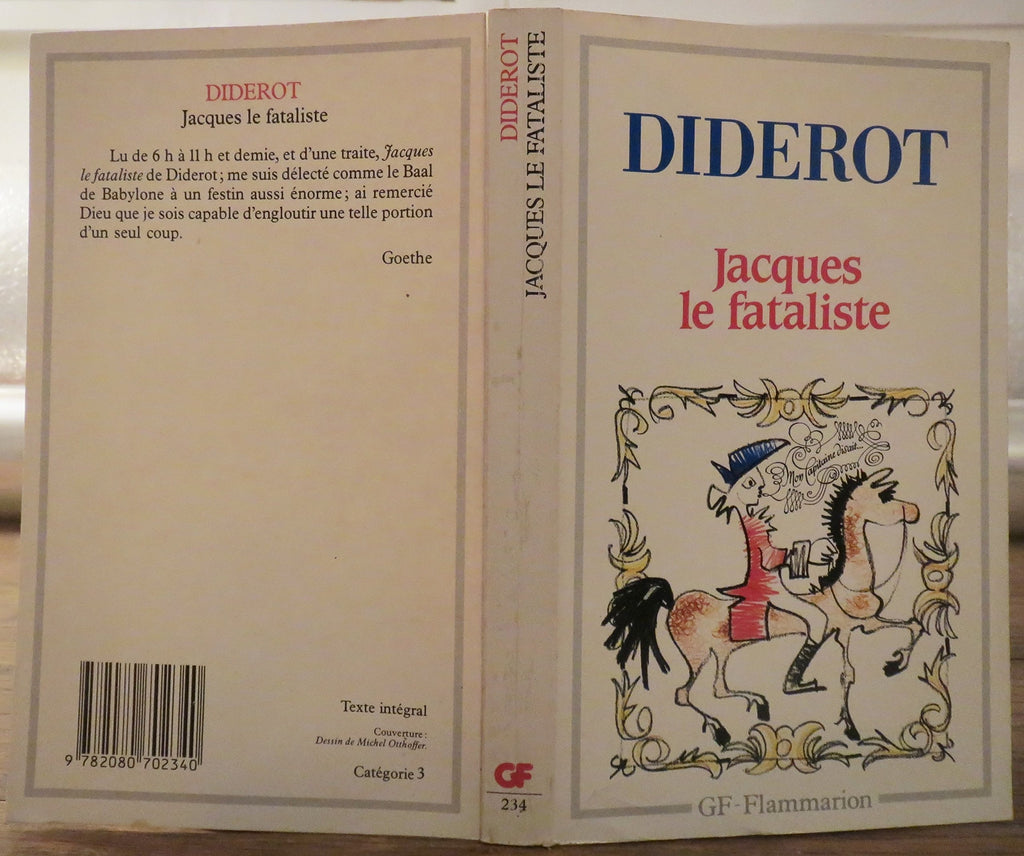 DIDEROT
Jacques le fataliste
Lu de 6 h à 11 h et demie, et d'une traite, Jacques
le fataliste de Diderot ; me suis délecté comme le Baal
de Babylone à un festin aussi énorme ; ai remercié
Dieu que je sois capable d'engloutir une telle portion
d'un seul coup.
Goethe
Texte intégral
Couverture :
Dessin de Michel Otthoffer.
Catégorie 3
9 782080 702340
DIDEROT
JACQUES LE FATALISTE
GF
234
DIDEROT
Jacques
le fataliste
Mon Capitaine disait...
GF-Flammarion